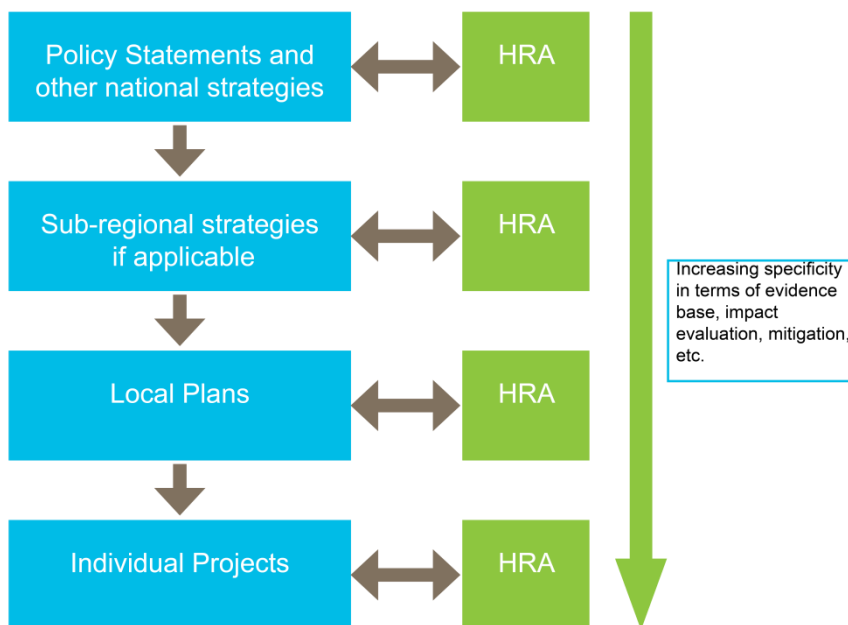 Policy Statements and
other national strategies
HRA
Sub-regional strategies
if applicable
HRA
Increasing specificity
in terms of evidence
base, impact
evaluation, mitigation,
etc.
Local Plans
HRA
Individual Projects
HRA